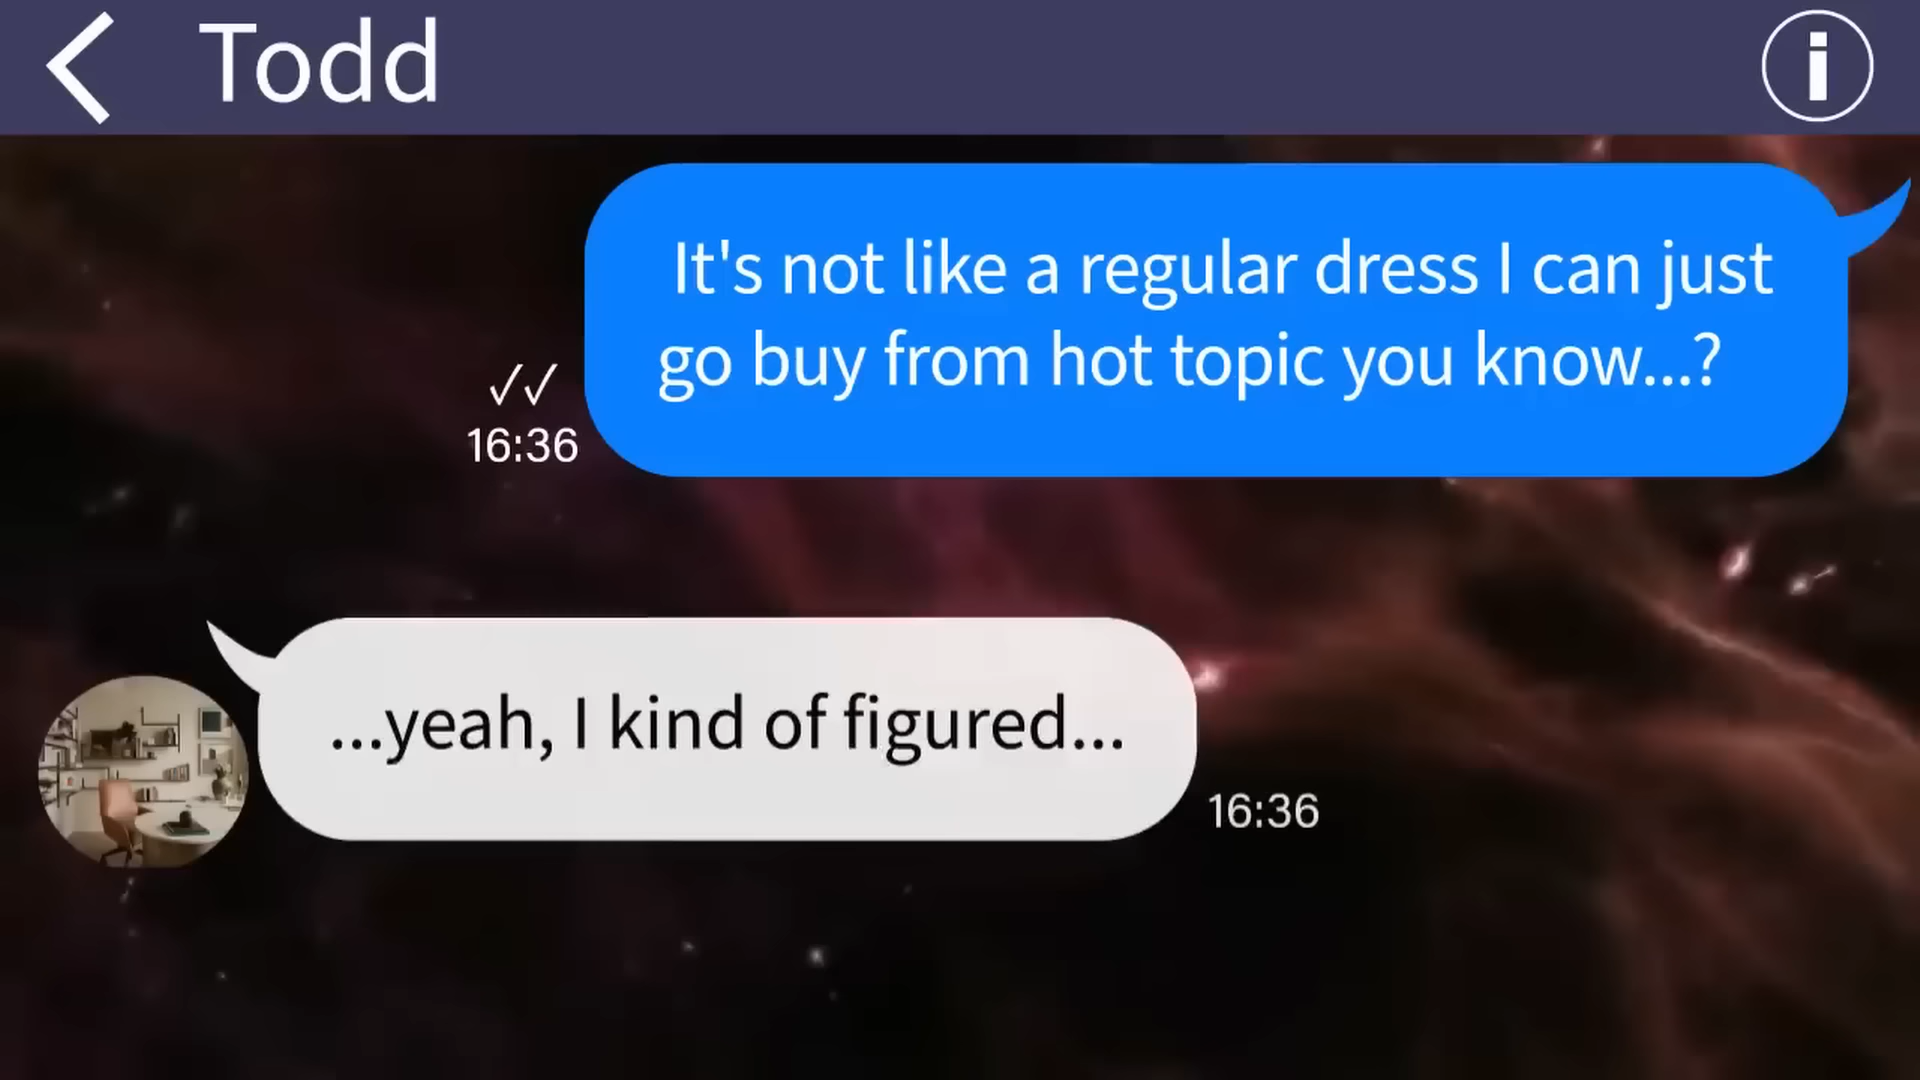 Todd
It's not like a regular dress I can just
go buy from hot topic you know...?
✓✓
16:36
...yeah, I kind of figured...
16:36